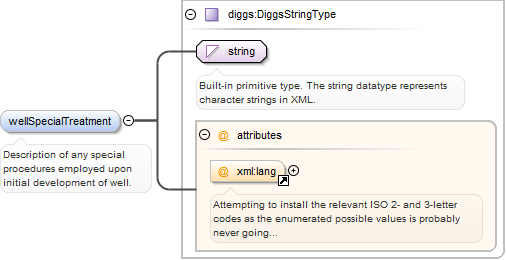 diggs:DiggsStringType
string
Built-in primitive type. The string datatype represents
character strings in XML.
wellSpecialTreatment
Description of any special
procedures employed upon
initial development of well.
@ attributes
@ xml:lang
Attempting to install the relevant ISO 2- and 3-letter
codes as the enumerated possible values is probably
never going...